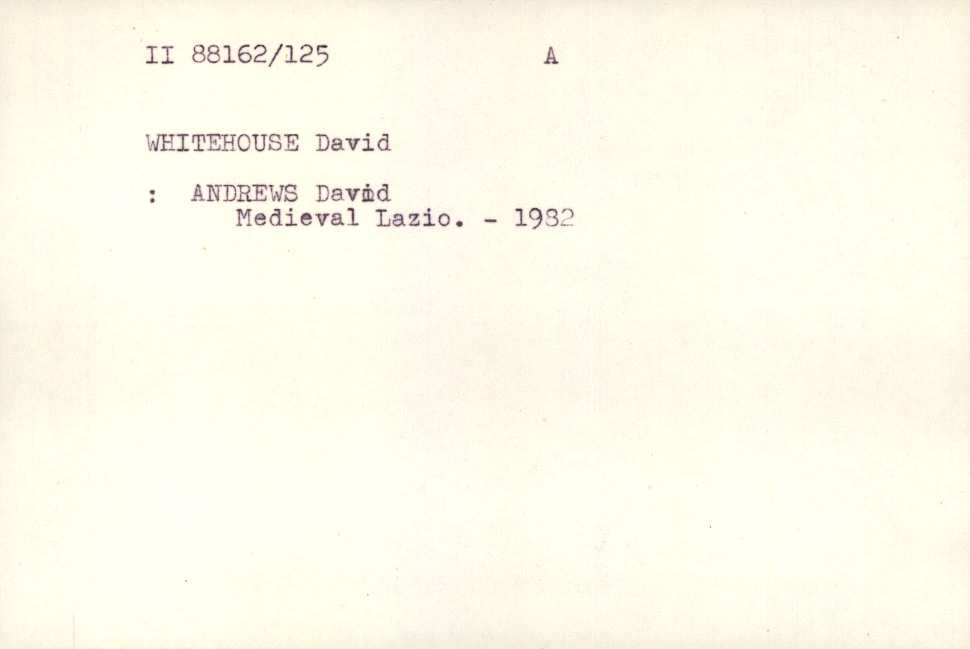 II 88162/125 A
WHITEHOUSE David
: ANDREWS David
Medieval Lazio. - 1982